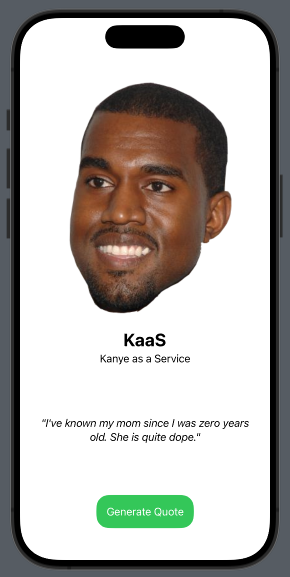 KaaS
Kanye as a Service
"I've known my mom since I was zero years
old. She is quite dope."
Generate Quote